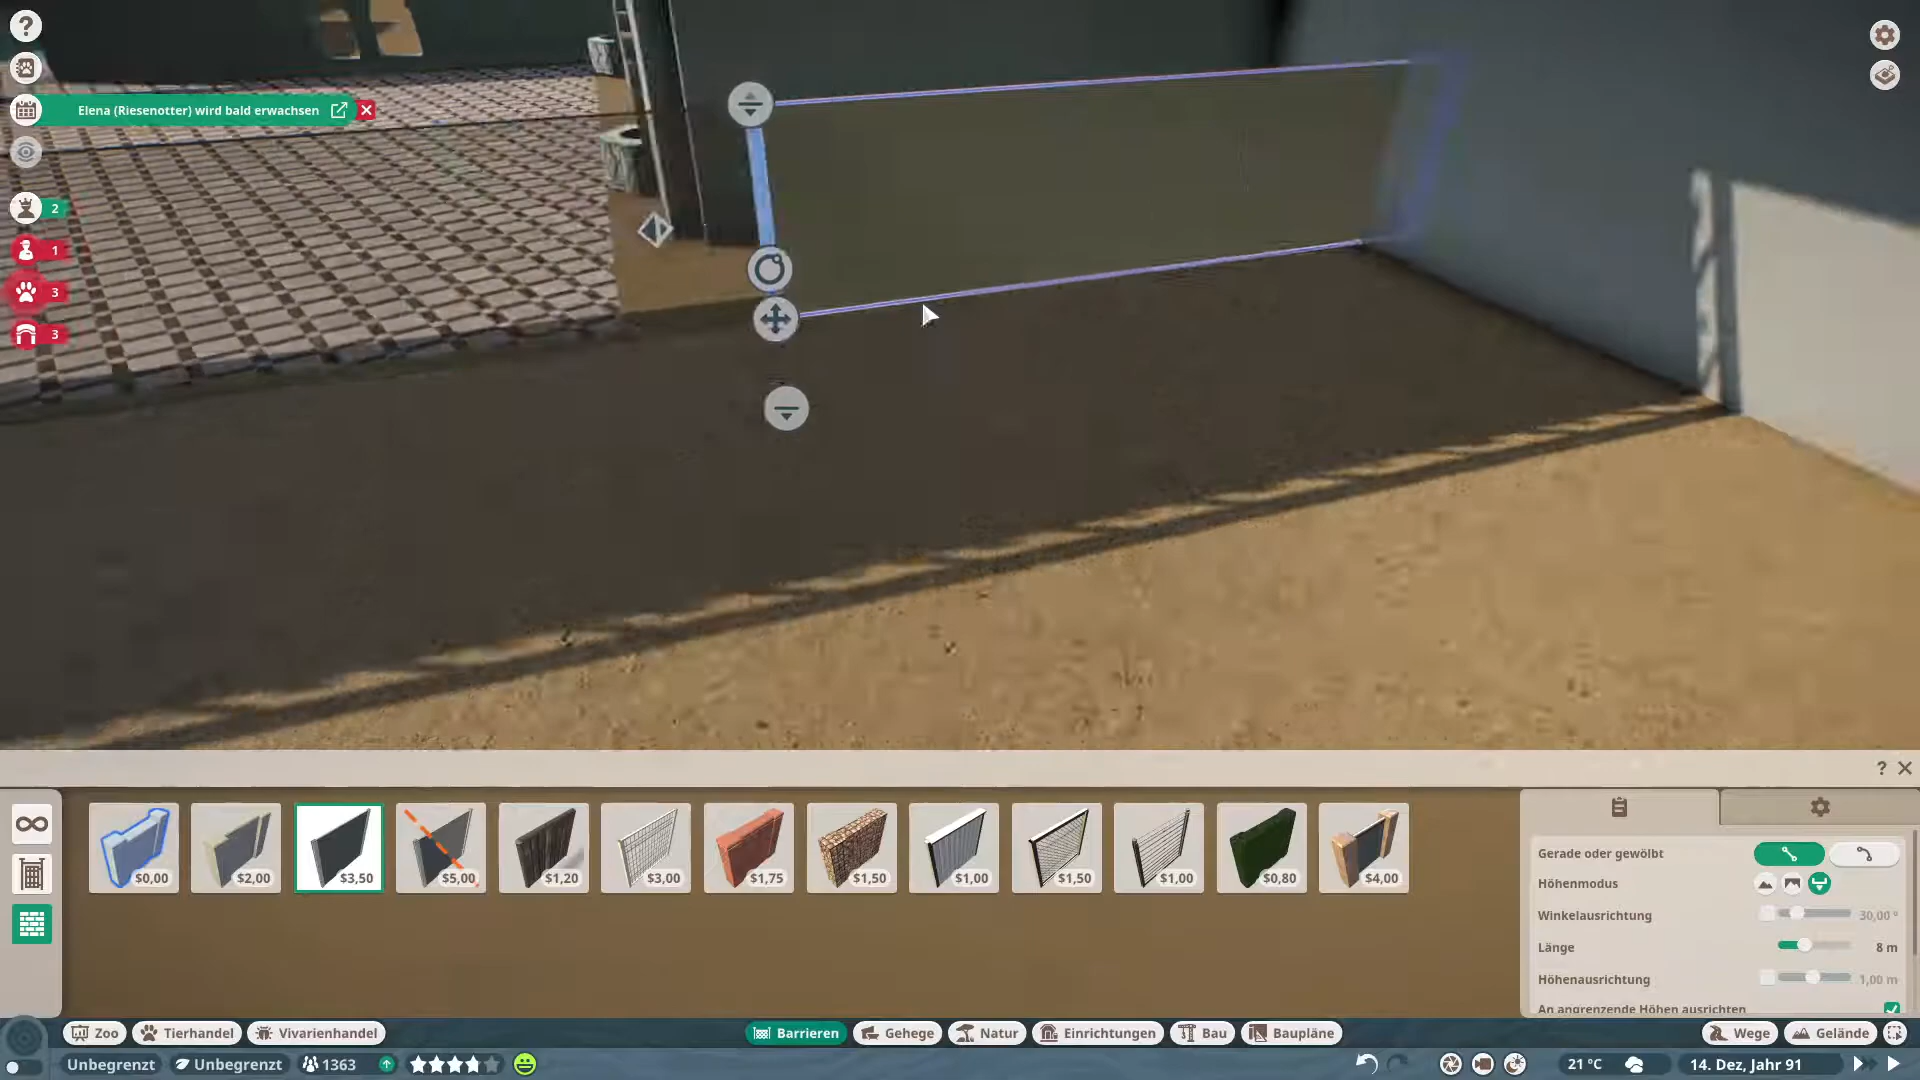 ?
Elena (Riesenotter) wird bald erwachsen
2
1
3
3
?
$0,00
$2,00
$3,50
$5,00
$1,20
$3,00
$1,75
$1,50
$1,00
$1,50
$1,00
$0,80
$4,00
Gerade oder gewölbt
Höhenmodus
Winkelausrichtung 30,00 °
Länge 8 m
Höhenausrichtung 1,00 m
An angrenzende Höhen ausrichten
Zoo Tierhandel Vivarienhandel Barrieren Gehege Natur Einrichtungen Bau Baupläne Wege Gelände
Unbegrenzt Unbegrenzt 1363 21 °C 14. Dez, Jahr 91